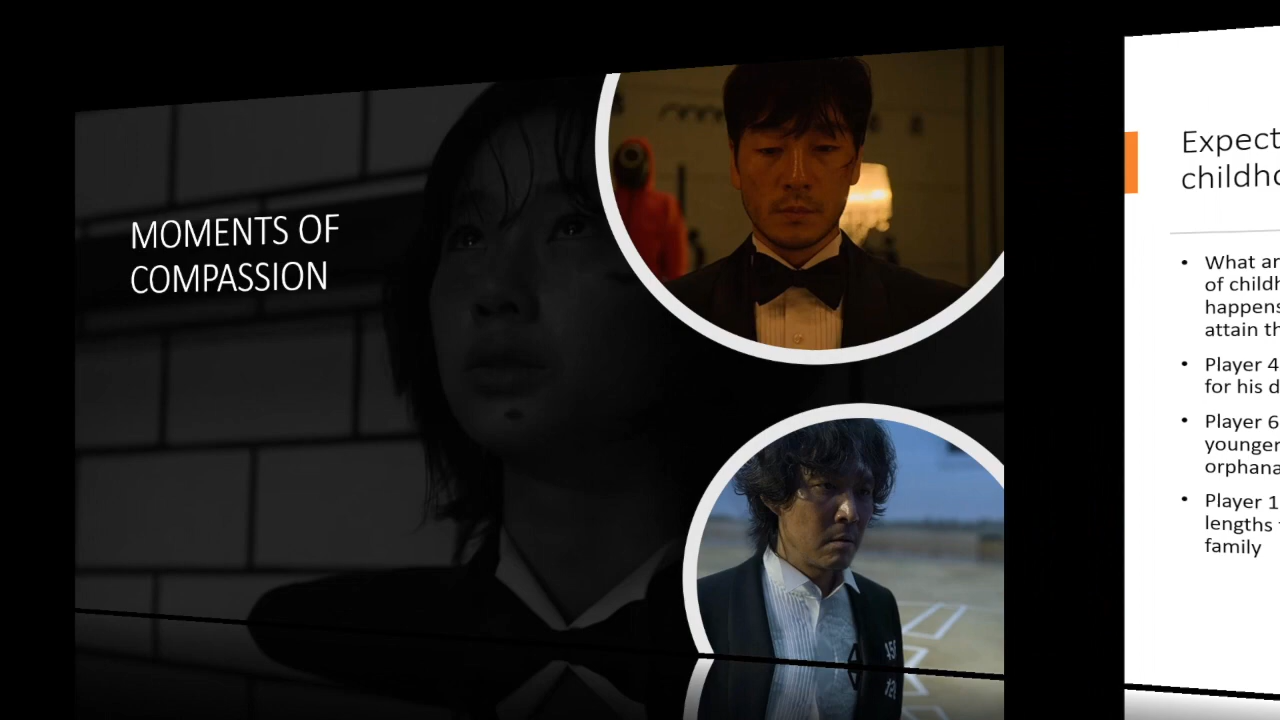 MOMENTS OF
COMPASSION
Expect
childho
• What ar
of childh
happens
attain th
• Player 4
for his d
• Player 6
younger
orphana
• Player 1
lengths
family